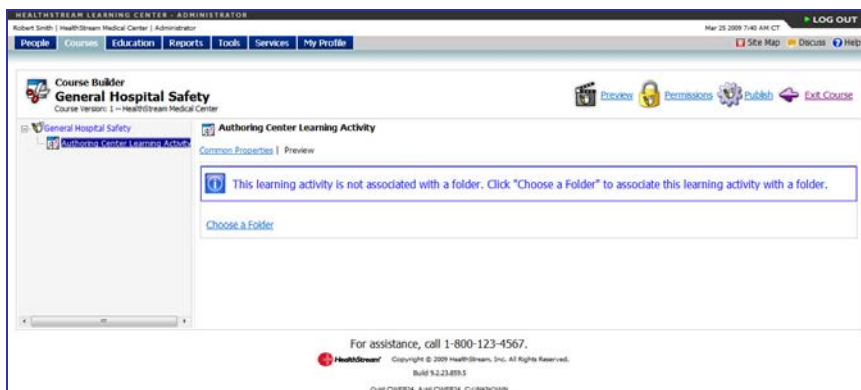 HEALTHSTREAM LEARNING CENTER - ADMINISTRATOR
LOG OUT
Robert Smith | HealthStream Medical Center | Administrator
Mar 25 2009 7:40 AM CT
People Courses Education Reports Tools Services My Profile
Site Map Discuss Help
Course Builder
General Hospital Safety
Course Version: 1 -- HealthStream Medical Center
Preview Permissions Publish Exit Course
General Hospital Safety
Authoring Center Learning Activity
Authoring Center Learning Activity
Common Properties | Preview
This learning activity is not associated with a folder. Click "Choose a Folder" to associate this learning activity with a folder.
Choose a Folder
For assistance, call 1-800-123-4567.
HealthStream Copyright © 2009 HealthStream, Inc. All Rights Reserved.
Build 9.2.23.859.5